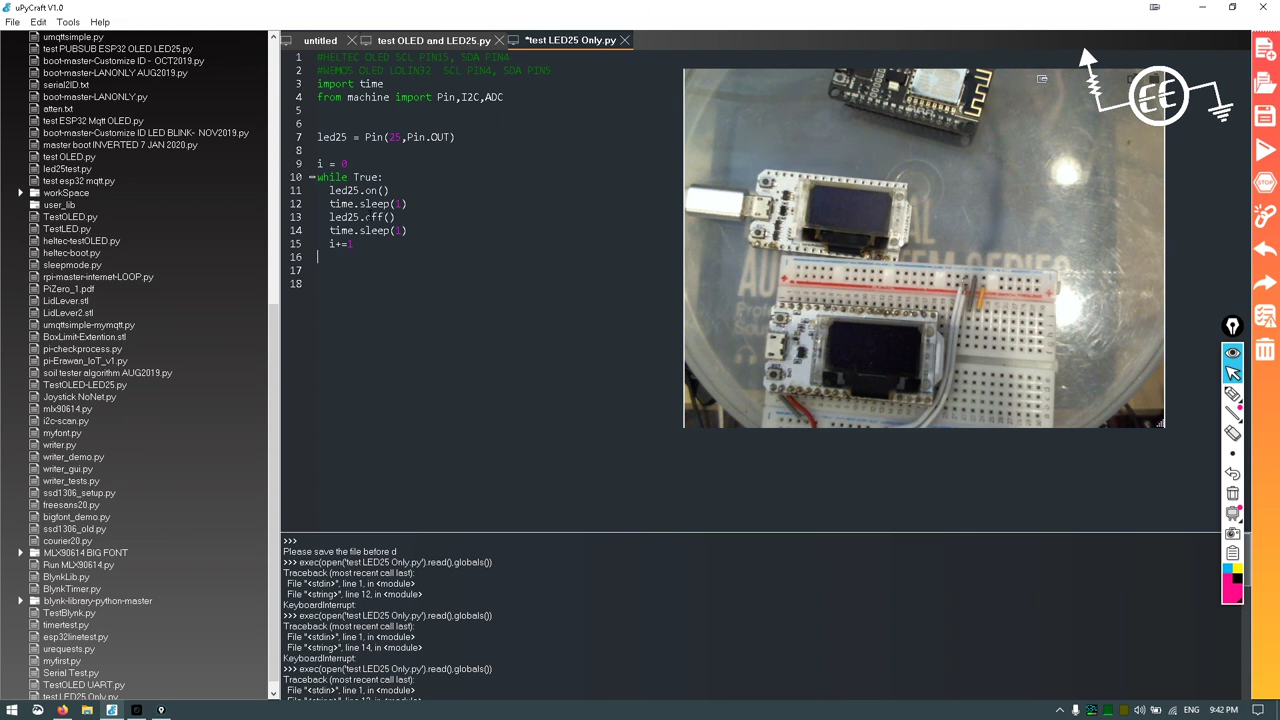 uPyCraft V1.0
File Edit Tools Help
umqttsimple.py
test PUBSUB ESP32 OLED LED25.py
boot-master-Customize ID - OCT2019.py
boot-master-LANONLY AUG2019.py
serial2ID.txt
boot-master-LANONLY.py
atten.txt
test ESP32 Mqtt OLED.py
boot-master-Customize ID LED BLINK- NOV2019.py
master boot INVERTED 7 JAN 2020.py
test OLED.py
led25test.py
test esp32 mqtt.py
workSpace
user_lib
TestOLED.py
TestLED.py
heltec-testOLED.py
heltec-boot.py
sleepmode.py
rpi-master-internet-LOOP.py
PiZero_1.pdf
LidLever.stl
LidLever2.stl
umqttsimple-mymqtt.py
BoxLimit-Extention.stl
pi-checkprocess.py
pi-Erawan_IoT_v1.py
soil tester algorithm AUG2019.py
TestOLED-LED25.py
Joystick NoNet.py
mlx90614.py
i2c-scan.py
myfont.py
writer.py
writer_demo.py
writer_gui.py
writer_tests.py
ssd1306_setup.py
freesans20.py
bigfont_demo.py
ssd1306_old.py
courier20.py
MLX90614 BIG FONT
Run MLX90614.py
BlynkLib.py
BlynkTimer.py
blynk-library-python-master
TestBlynk.py
timertest.py
esp32linetest.py
urequests.py
myfirst.py
Serial Test.py
TestOLED UART.py
test LED25 Only.py
untitled
test OLED and LED25.py
*test LED25 Only.py
1 #HELTEC OLED SCL PIN15, SDA PIN4
2 #WEMOS OLED LOLIN32 SCL PIN4, SDA PIN5
3 import time
4 from machine import Pin,I2C,ADC
5
6
7 led25 = Pin(25,Pin.OUT)
8
9 i = 0
10 while True:
11 led25.on()
12 time.sleep(1)
13 led25.off()
14 time.sleep(1)
15 i+=1
16
17
18
>>>
Please save the file before d
>>> exec(open('test LED25 Only.py').read(),globals())
Traceback (most recent call last):
File "<stdin>", line 1, in <module>
File "<string>", line 12, in <module>
KeyboardInterrupt:
>>> exec(open('test LED25 Only.py').read(),globals())
Traceback (most recent call last):
File "<stdin>", line 1, in <module>
File "<string>", line 14, in <module>
KeyboardInterrupt:
>>> exec(open('test LED25 Only.py').read(),globals())
Traceback (most recent call last):
File "<stdin>", line 1, in <module>
EE
STOP
ENG
9:42 PM